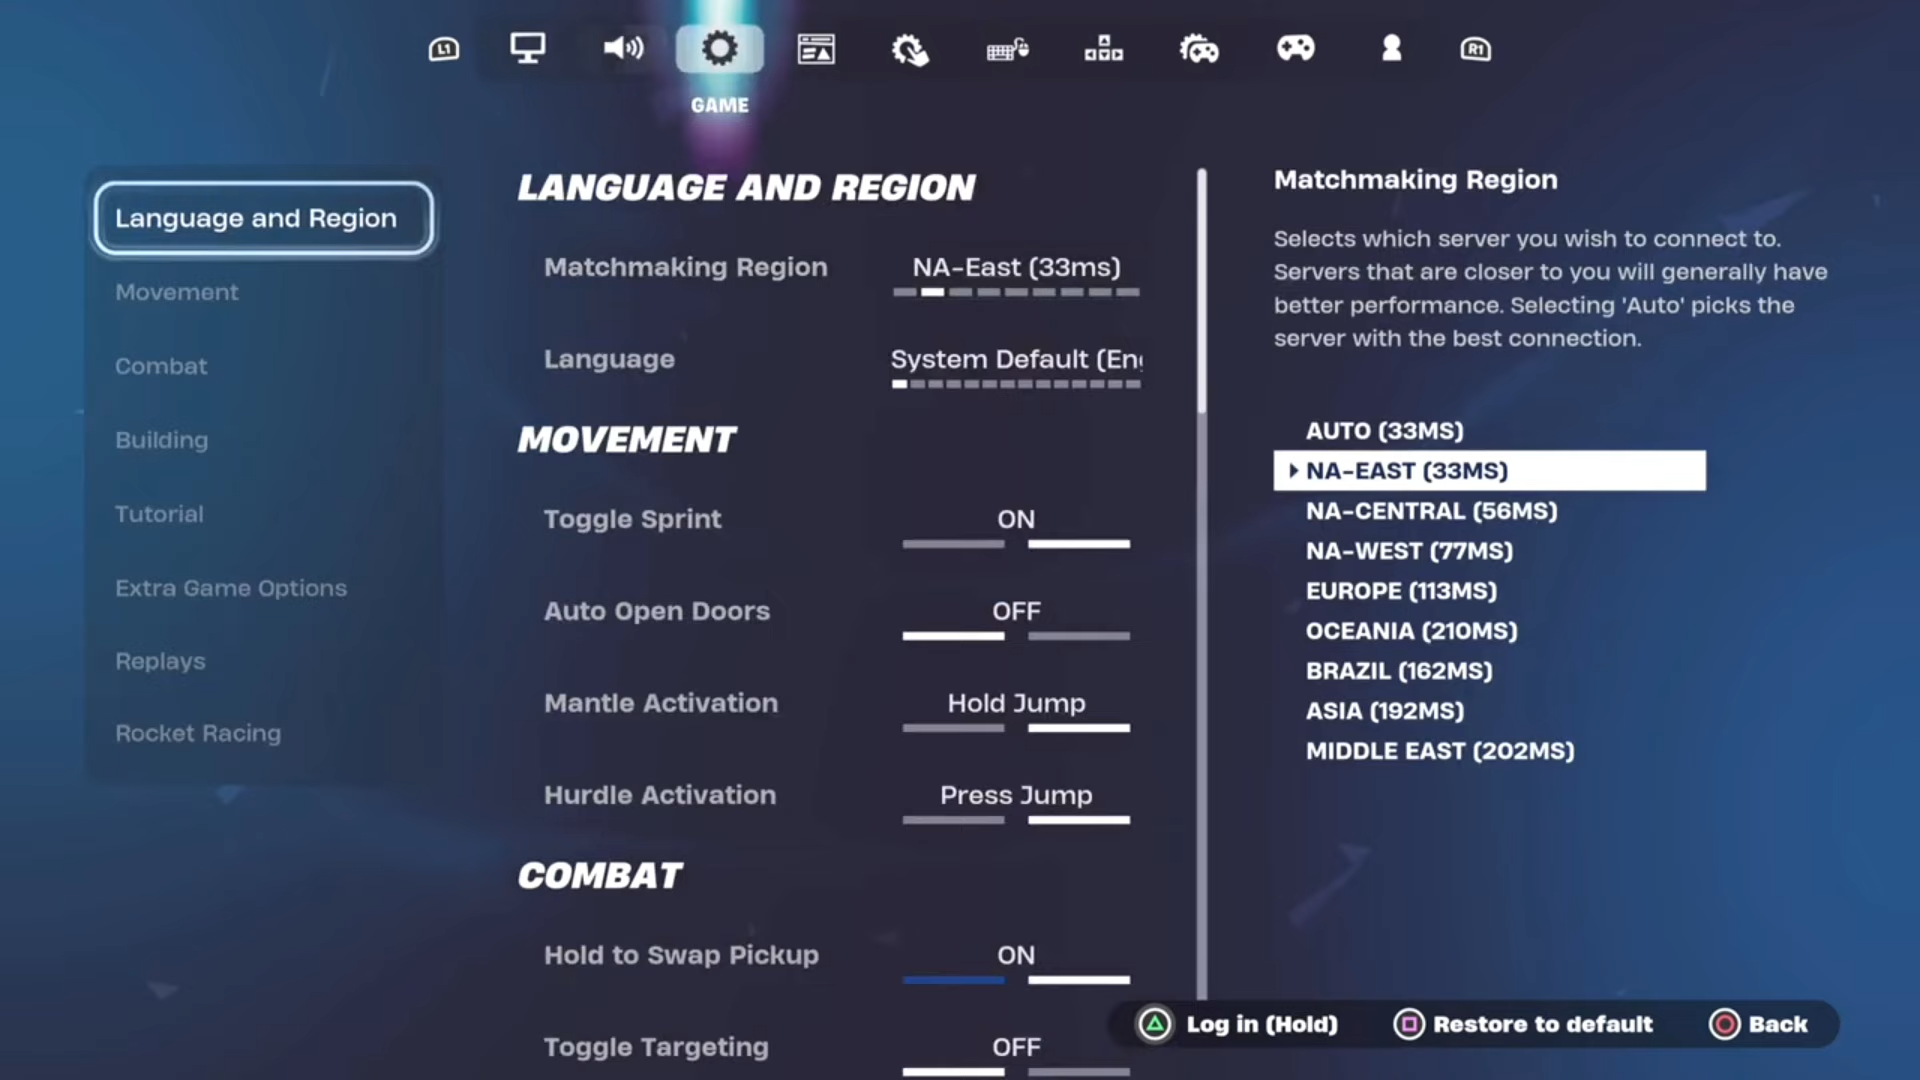 L1
R1
GAME
Language and Region
Movement
Combat
Building
Tutorial
Extra Game Options
Replays
Rocket Racing
LANGUAGE AND REGION
Matchmaking Region
NA-East (33ms)
Language
System Default (Eng
MOVEMENT
Toggle Sprint
ON
Auto Open Doors
OFF
Mantle Activation
Hold Jump
Hurdle Activation
Press Jump
COMBAT
Hold to Swap Pickup
ON
Toggle Targeting
OFF
Matchmaking Region
Selects which server you wish to connect to.
Servers that are closer to you will generally have
better performance. Selecting 'Auto' picks the
server with the best connection.
AUTO (33MS)
NA-EAST (33MS)
NA-CENTRAL (56MS)
NA-WEST (77MS)
EUROPE (113MS)
OCEANIA (210MS)
BRAZIL (162MS)
ASIA (192MS)
MIDDLE EAST (202MS)
Log in (Hold)
Restore to default
Back